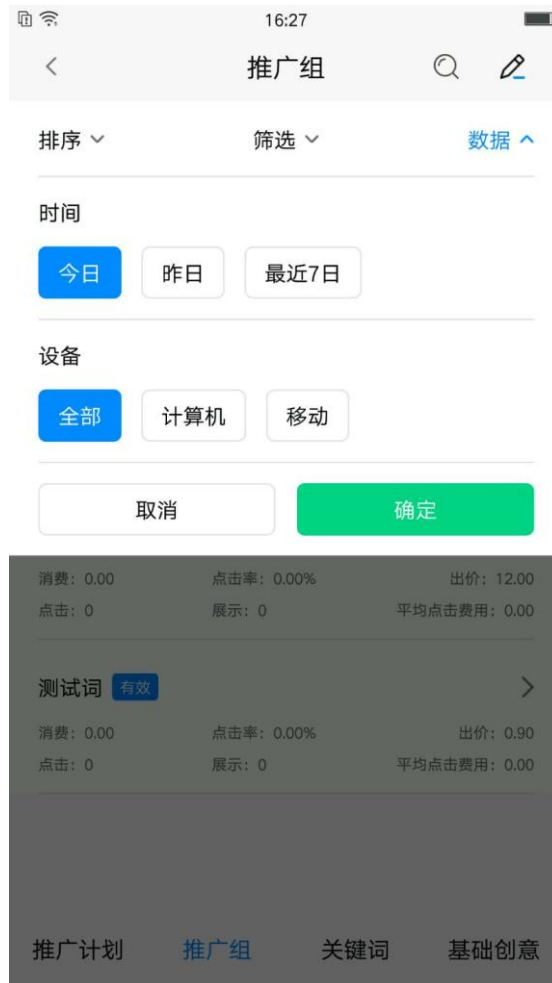 16:27
推广组
排序 筛选 数据
时间
今日 昨日 最近7日
设备
全部 计算机 移动
取消 确定
消费：0.00 点击率：0.00% 出价：12.00
点击：0 展示：0 平均点击费用：0.00
测试词 有效
消费：0.00 点击率：0.00% 出价：0.90
点击：0 展示：0 平均点击费用：0.00
推广计划 推广组 关键词 基础创意